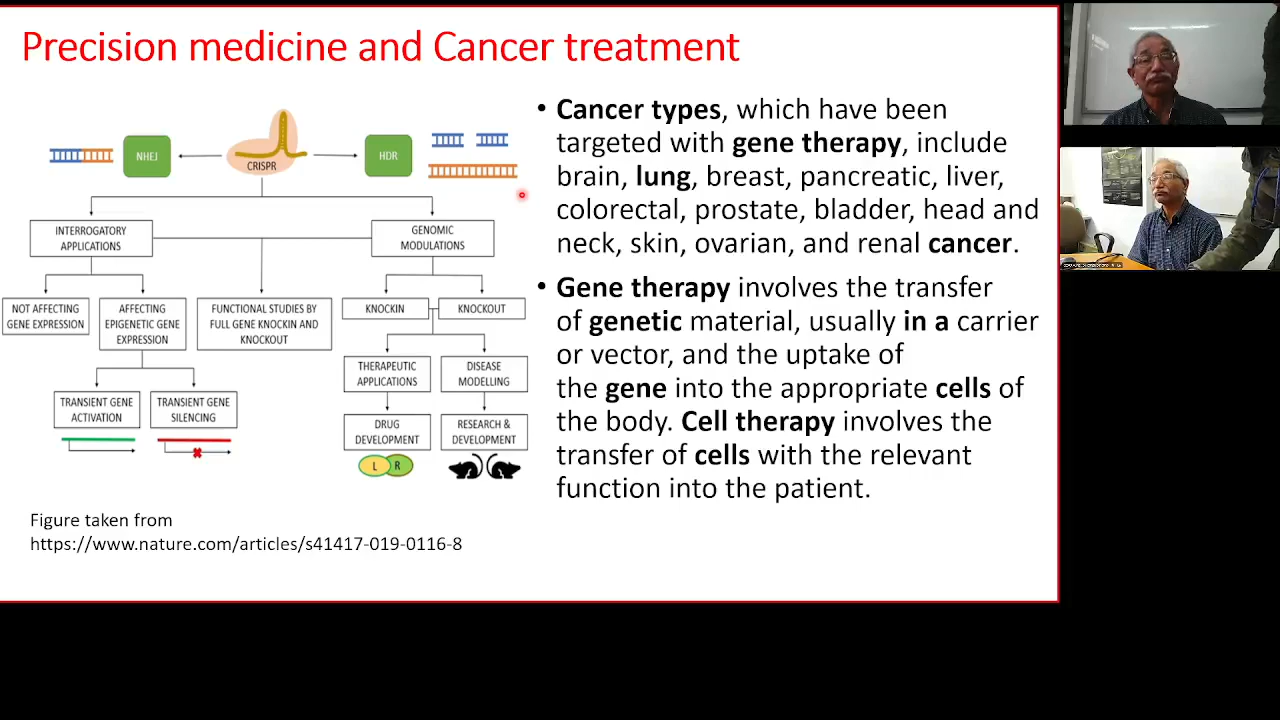 Precision medicine and Cancer treatment
NHEJ
CRISPR
HDR
INTERROGATORY
APPLICATIONS
GENOMIC
MODULATIONS
NOT AFFECTING
GENE EXPRESSION
AFFECTING
EPIGENETIC GENE
EXPRESSION
FUNCTIONAL STUDIES BY
FULL GENE KNOCKIN AND
KNOCKOUT
KNOCKIN
KNOCKOUT
THERAPEUTIC
APPLICATIONS
DISEASE
MODELLING
TRANSIENT GENE
ACTIVATION
TRANSIENT GENE
SILENCING
DRUG
DEVELOPMENT
RESEARCH &
DEVELOPMENT
L
R
Figure taken from
https://www.nature.com/articles/s41417-019-0116-8
• Cancer types, which have been
targeted with gene therapy, include
brain, lung, breast, pancreatic, liver,
colorectal, prostate, bladder, head and
neck, skin, ovarian, and renal cancer.
• Gene therapy involves the transfer
of genetic material, usually in a carrier
or vector, and the uptake of
the gene into the appropriate cells of
the body. Cell therapy involves the
transfer of cells with the relevant
function into the patient.